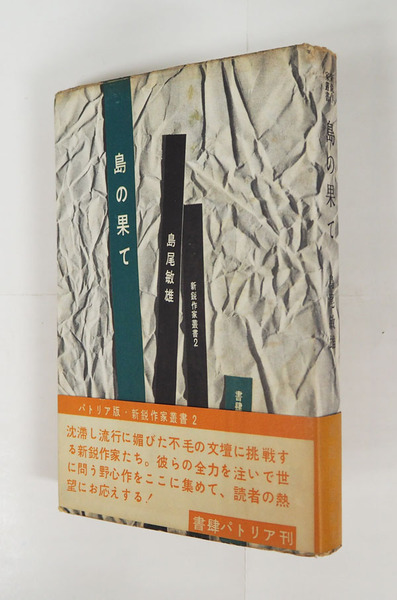 島の果て
島尾敏雄
新鋭作家叢書2
書肆
パトリア版・新鋭作家叢書2
沈滞し流行に媚びた不毛の文壇に挑戦す
る新鋭作家たち。彼らの全力を注いで世
に問う野心作をここに集めて、読者の熱
望にお応えする!
書肆パトリア刊
島の果て